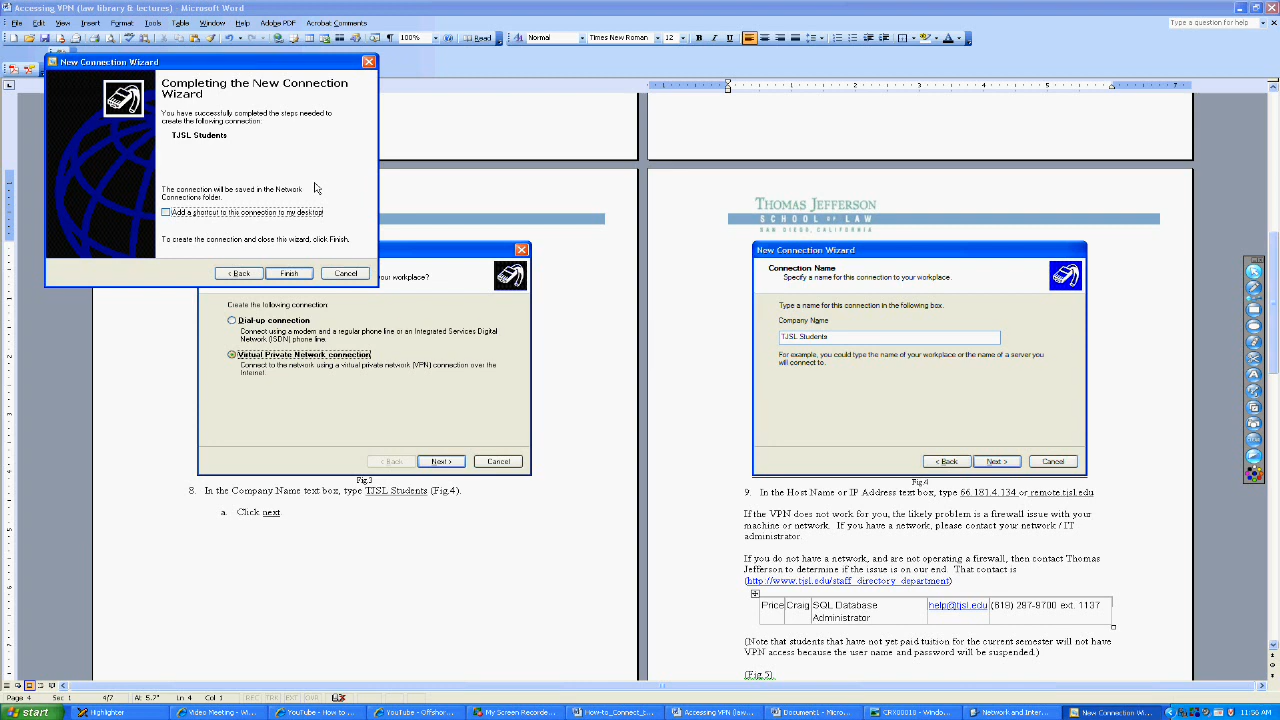 Accessing VPN (law library & lectures) - Microsoft Word
File Edit View Insert Format Tools Table Window Help Adobe PDF Acrobat Comments
Type a question for help
100% Read Normal Times New Roman 12
New Connection Wizard
Completing the New Connection
Wizard
You have successfully completed the steps needed to
create the following connection:
TJSL Students
The connection will be saved in the Network
Connections folder.
Add a shortcut to this connection to my desktop
To create the connection and close this wizard, click Finish.
< Back Finish Cancel
your workplace?
Create the following connection:
Dial-up connection
Connect using a modem and a regular phone line or an Integrated Services Digital
Network (ISDN) phone line.
Virtual Private Network connection
Connect to the network using a virtual private network (VPN) connection over the
Internet.
< Back Next > Cancel
Fig.3
8. In the Company Name text box, type TJSL Students (Fig.4).
a. Click next.
THOMAS JEFFERSON
SCHOOL OF LAW
SAN DIEGO, CALIFORNIA
New Connection Wizard
Connection Name
Specify a name for this connection to your workplace.
Type a name for this connection in the following box.
Company Name
TJSL Students
For example, you could type the name of your workplace or the name of a server you
will connect to.
< Back Next > Cancel
Fig.4
9. In the Host Name or IP Address text box, type 66.181.4.134 or remote.tjsl.edu
If the VPN does not work for you, the likely problem is a firewall issue with your
machine or network. If you have a network, please contact your network / IT
administrator.
If you do not have a network, and are not operating a firewall, then contact Thomas
Jefferson to determine if the issue is on our end. That contact is
(http://www.tjsl.edu/staff_directory_department)
Price Craig SQL Database Administrator help@tjsl.edu (619) 297-9700 ext. 1137
(Note that students that have not yet paid tuition for the current semester will not have
VPN access because the user name and password will be suspended.)
(Fig.5)
Page 4 Sec 1 4/7 At 5.2" Ln 4 Col 1 REC TRK EXT OVR
start Highlighter Video Meeting - Wi... YouTube - How to ... YouTube - Offshor... My Screen Recordi... How-to_Connect_t... Accessing VPN (law... Document1 - Micros... CRX00018 - Windo... Network and Inter... New Connection Wiz... 11:56 AM